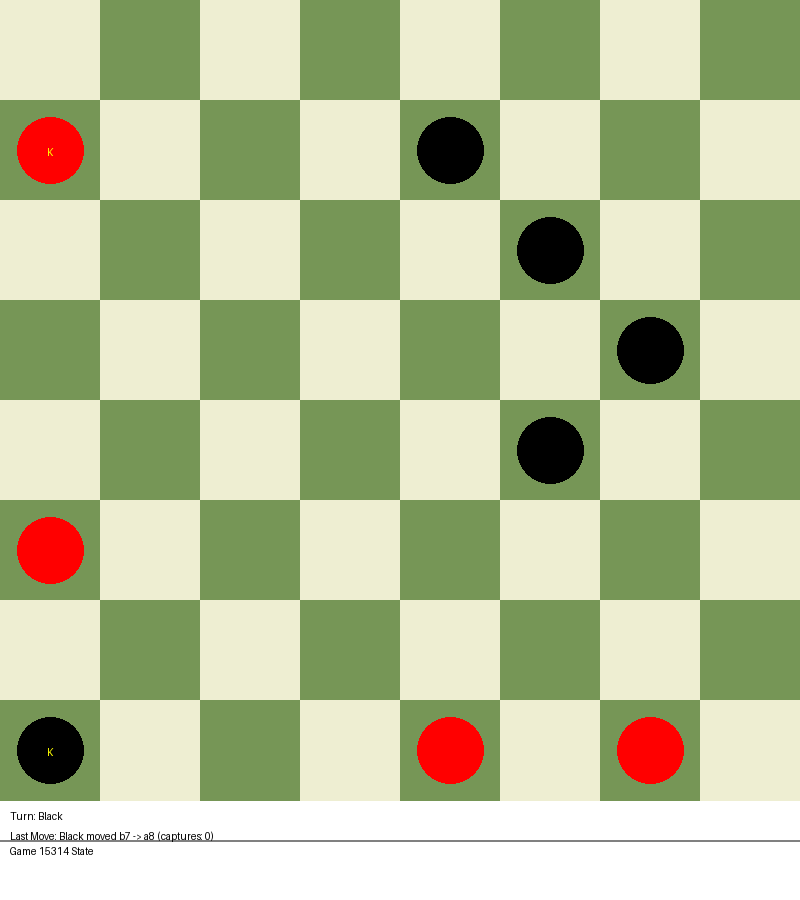 K
K
Turn: Black
Last Move: Black moved b7 -> a8 (captures: 0)
Game 15314 State